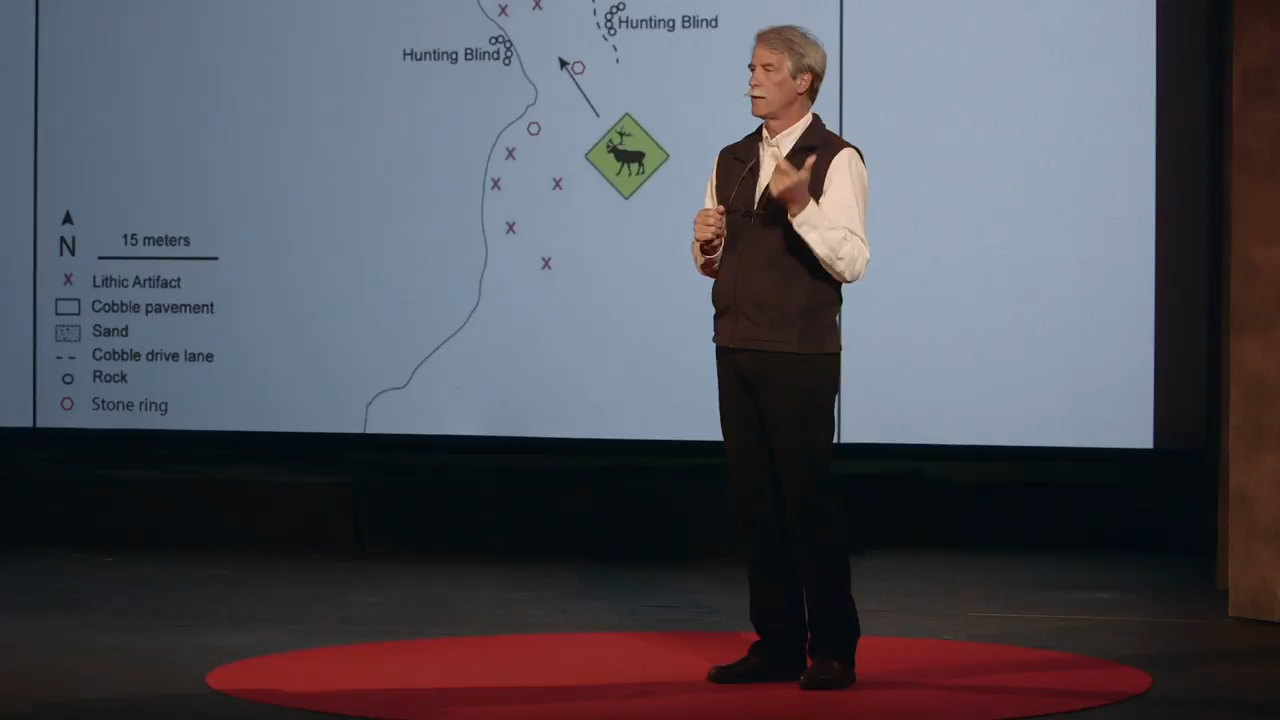 Hunting Blind
Hunting Blind
N
15 meters
X Lithic Artifact
Cobble pavement
Sand
Cobble drive lane
Rock
Stone ring